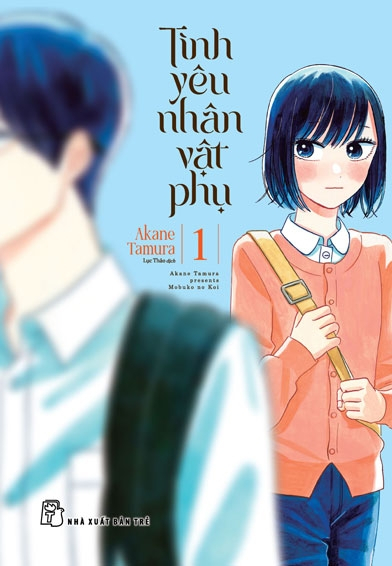 Tình
yêu
nhân
vật
phụ
Akane
Tamura
Lục Thảo dịch
1
Akane Tamura
presents
Mobuko no Koi
NHÀ XUẤT BẢN TRẺ